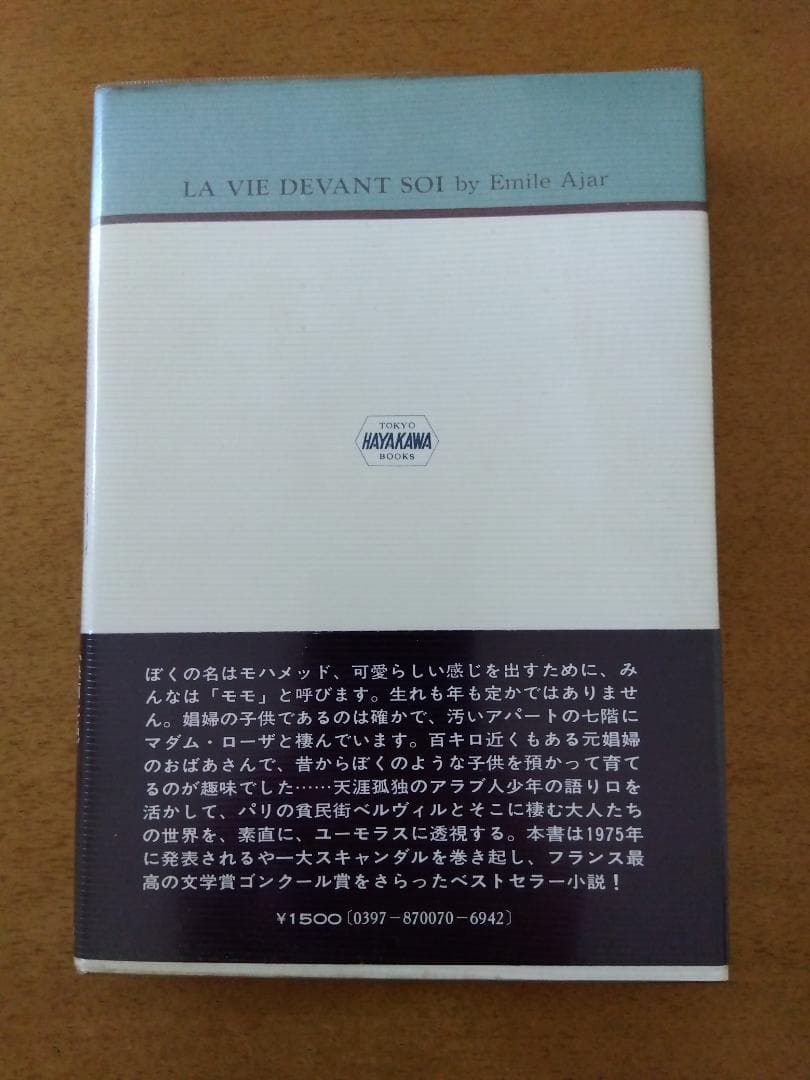 LA VIE DEVANT SOI by Emile Ajar
TOKYO
HAYAKAWA
BOOKS
ぼくの名はモハメッド、可愛らしい感じを出すために、み
んなは「モモ」と呼びます。生れも年も定かではありませ
ん。娼婦の子供であるのは確かで、汚いアパートの七階に
マダム・ローザと棲んでいます。百キロ近くもある元娼婦
のおばあさんで、昔からぼくのような子供を預かって育て
るのが趣味でした……天涯孤独のアラブ人少年の語り口を
活かして、パリの貧民街ベルヴィルとそこに棲む大人たち
の世界を、素直に、ユーモラスに透視する。本書は1975年
に発表されるや一大スキャンダルを巻き起し、フランス最
高の文学賞ゴンクール賞をさらったベストセラー小説！
¥1500〔0397-870070-6942〕